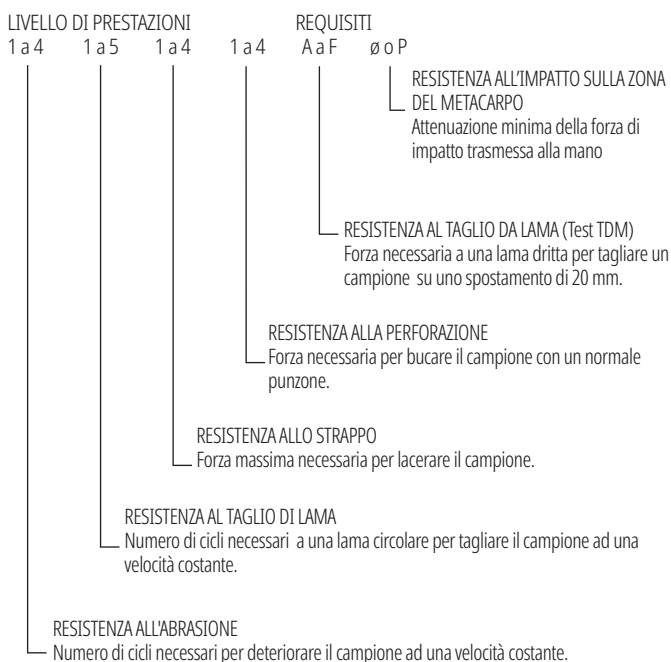 LIVELLO DI PRESTAZIONI REQUISITI
1 a 4 1 a 5 1 a 4 1 a 4 A a F ø o P
RESISTENZA ALL’IMPATTO SULLA ZONA
DEL METACARPO
Attenuazione minima della forza di
impatto trasmessa alla mano
RESISTENZA AL TAGLIO DA LAMA (Test TDM)
Forza necessaria a una lama dritta per tagliare un
campione su uno spostamento di 20 mm.
RESISTENZA ALLA PERFORAZIONE
Forza necessaria per bucare il campione con un normale
punzone.
RESISTENZA ALLO STRAPPO
Forza massima necessaria per lacerare il campione.
RESISTENZA AL TAGLIO DI LAMA
Numero di cicli necessari a una lama circolare per tagliare il campione ad una
velocità costante.
RESISTENZA ALL'ABRASIONE
Numero di cicli necessari per deteriorare il campione ad una velocità costante.